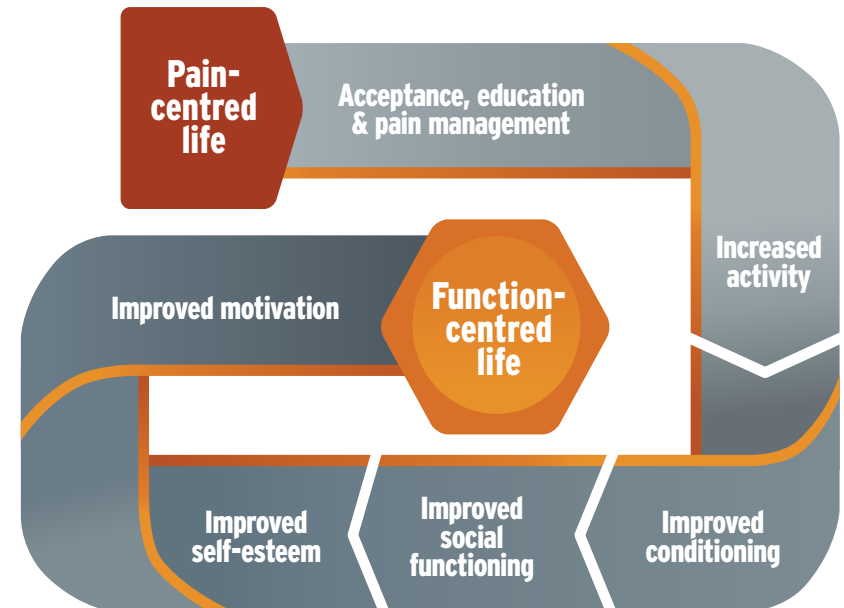 Pain-
centred
life
Acceptance, education
& pain management
Increased
activity
Improved
conditioning
Improved
social
functioning
Improved
self-esteem
Improved motivation
Function-
centred
life